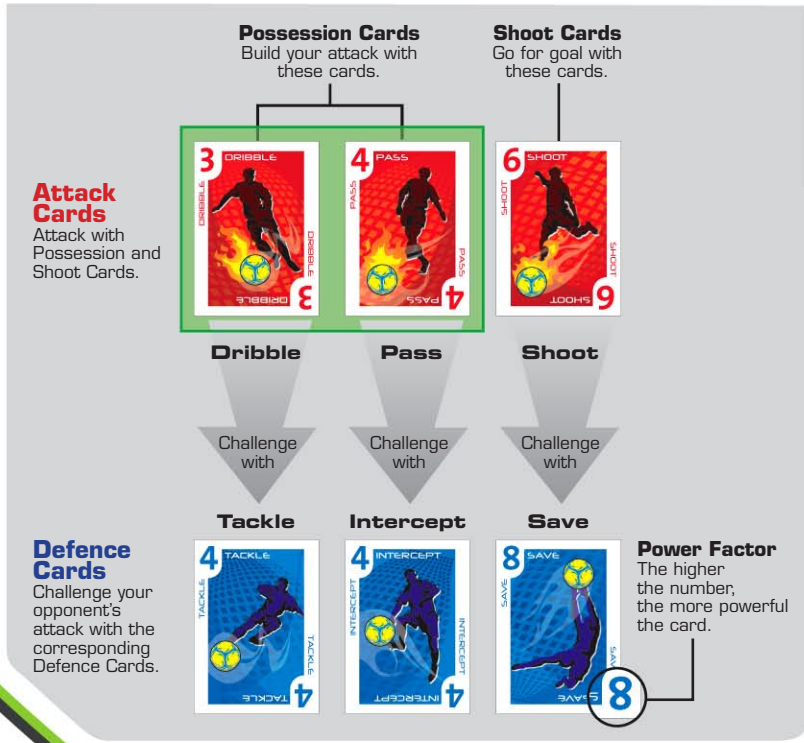 Possession Cards
Build your attack with
these cards.
Shoot Cards
Go for goal with
these cards.
Attack
Cards
Attack with
Possession and
Shoot Cards.
3
DRIBBLE
DRIBBLE
DRIBBLE
DRIBBLE
3
4
PASS
PASS
PASS
PASS
4
6
SHOOT
SHOOT
SHOOT
SHOOT
6
Dribble
Pass
Shoot
Challenge
with
Challenge
with
Challenge
with
Tackle
Intercept
Save
Defence
Cards
Challenge your
opponent's
attack with the
corresponding
Defence Cards.
4
TACKLE
TACKLE
TACKLE
TACKLE
4
4
INTERCEPT
INTERCEPT
INTERCEPT
INTERCEPT
4
8
SAVE
SAVE
SAVE
SAVE
8
Power Factor
The higher
the number,
the more powerful
the card.